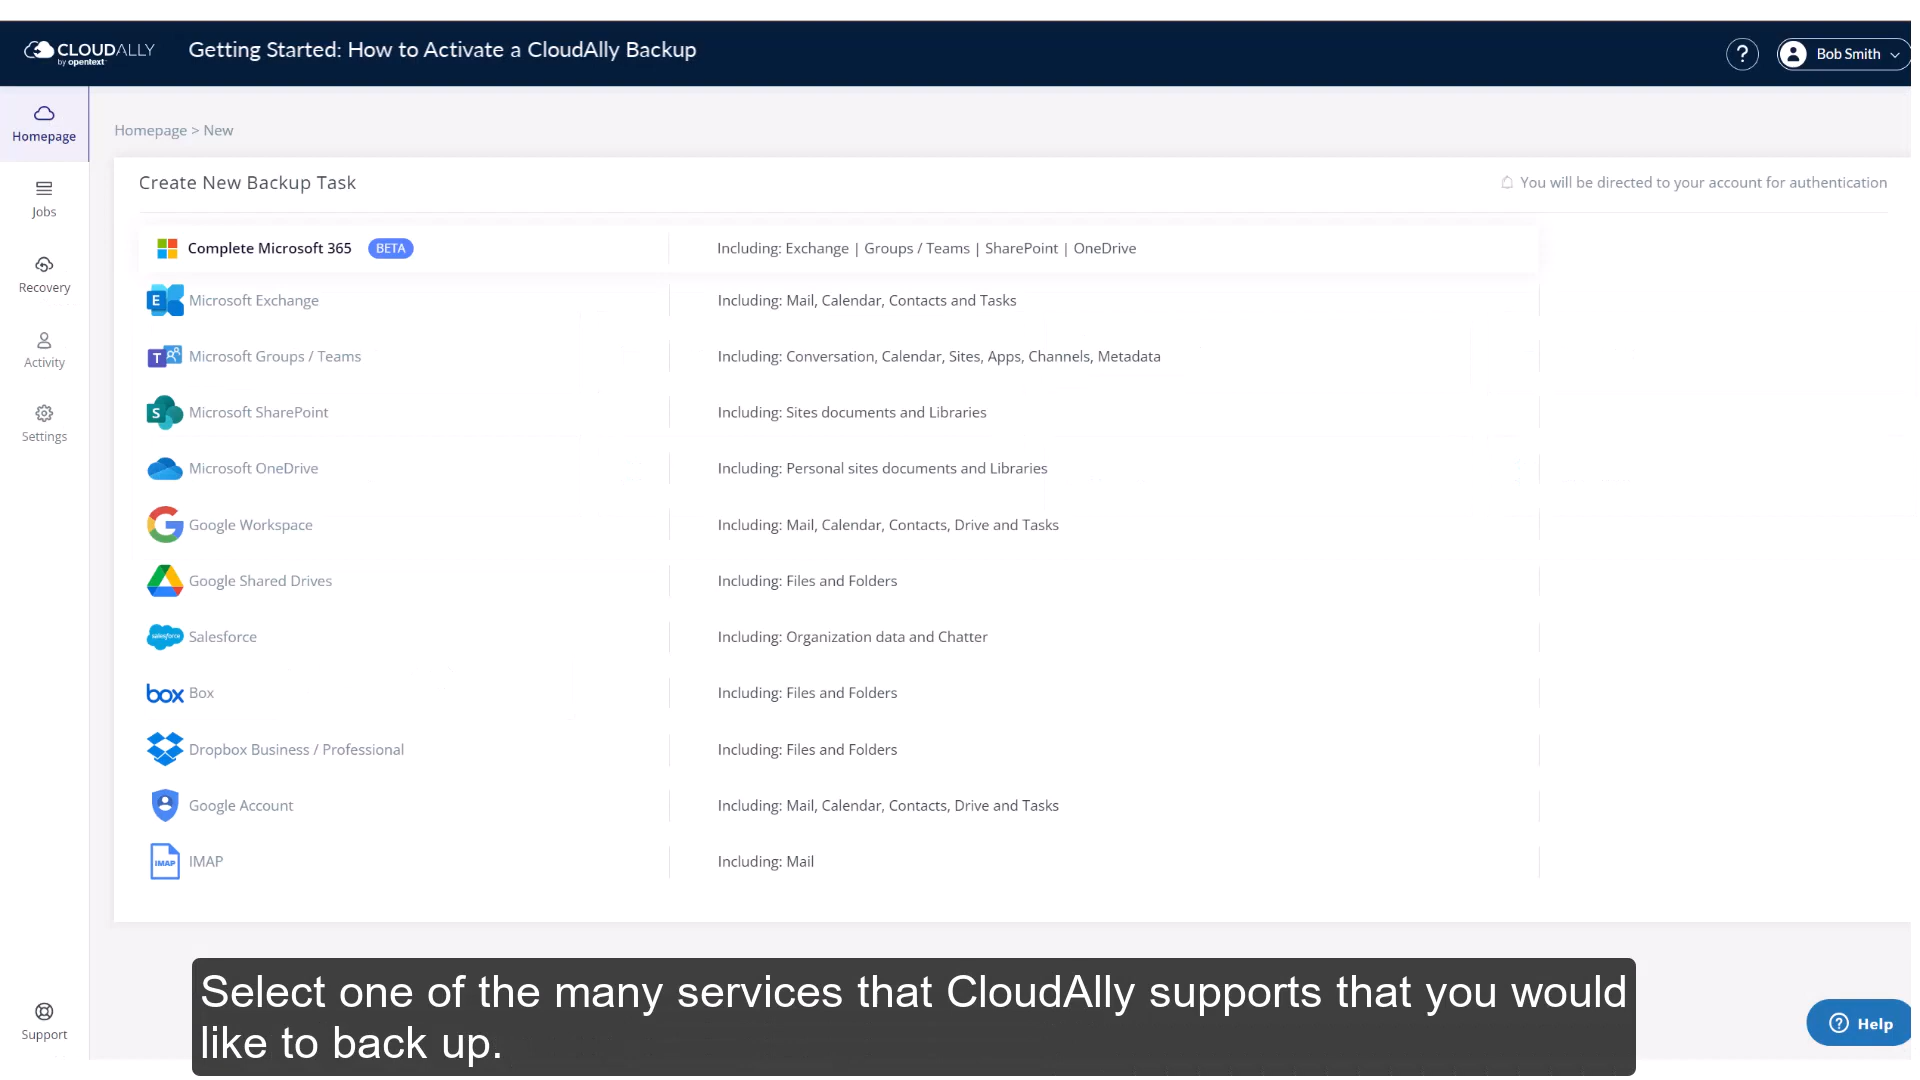 CLOUDALLY
by opentext
Getting Started: How to Activate a CloudAlly Backup
?
Bob Smith
Homepage
Jobs
Recovery
Activity
Settings
Support
Homepage > New
Create New Backup Task
You will be directed to your account for authentication
Complete Microsoft 365 BETA Including: Exchange | Groups / Teams | SharePoint | OneDrive
E Microsoft Exchange Including: Mail, Calendar, Contacts and Tasks
T Microsoft Groups / Teams Including: Conversation, Calendar, Sites, Apps, Channels, Metadata
S Microsoft SharePoint Including: Sites documents and Libraries
Microsoft OneDrive Including: Personal sites documents and Libraries
Google Workspace Including: Mail, Calendar, Contacts, Drive and Tasks
Google Shared Drives Including: Files and Folders
salesforce Salesforce Including: Organization data and Chatter
box Box Including: Files and Folders
Dropbox Business / Professional Including: Files and Folders
Google Account Including: Mail, Calendar, Contacts, Drive and Tasks
IMAP IMAP Including: Mail
Select one of the many services that CloudAlly supports that you would
like to back up.
? Help